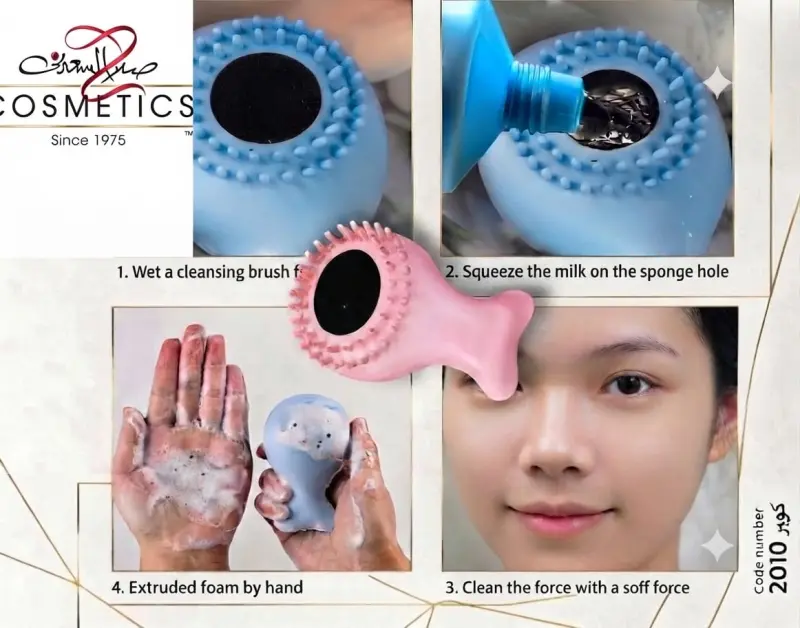 COSMETICS
Since 1975
TM
1. Wet a cleansing brush
2. Squeeze the milk on the sponge hole
4. Extruded foam by hand
3. Clean the force with a soff force
Code number
2010